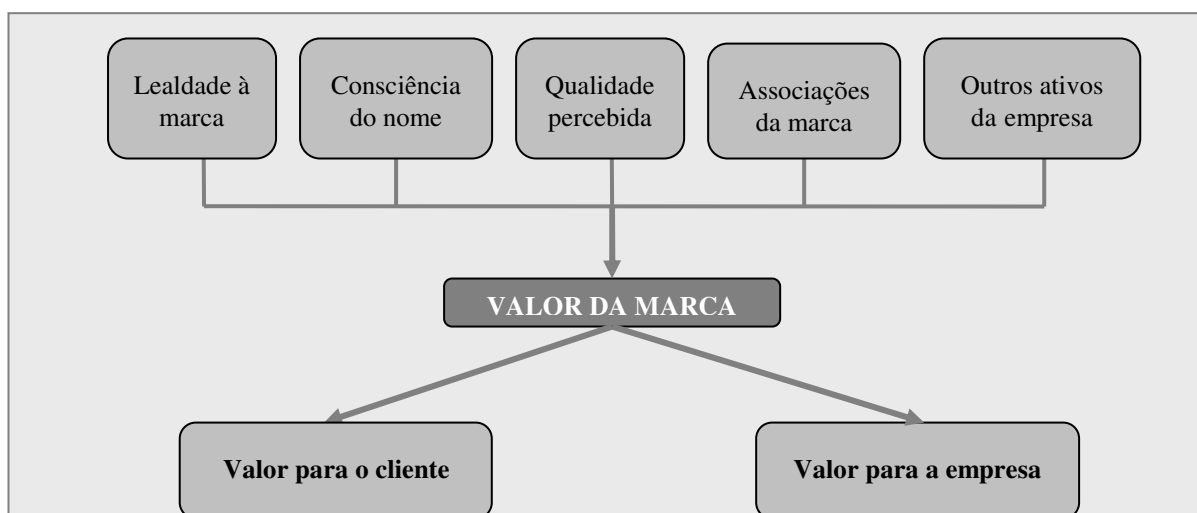 Lealdade à
marca
Consciência
do nome
Qualidade
percebida
Associações
da marca
Outros ativos
da empresa
VALOR DA MARCA
Valor para o cliente
Valor para a empresa